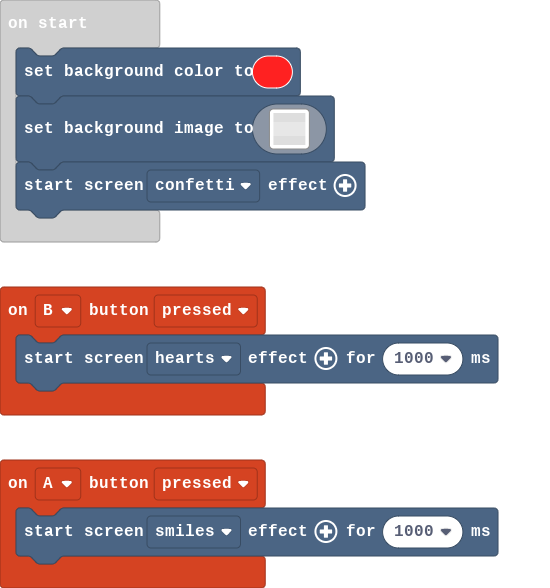 on start
set background color to
set background image to
start screen confetti effect
on B button pressed
start screen hearts effect for 1000 ms
on A button pressed
start screen smiles effect for 1000 ms